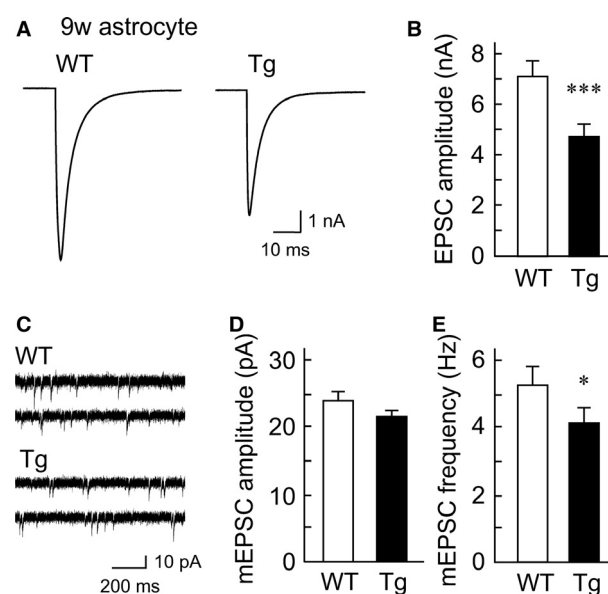 A
9w astrocyte
WT
Tg
1 nA
10 ms
B
EPSC amplitude (nA)
8
6
4
2
0
***
WT
Tg
C
WT
Tg
10 pA
200 ms
D
mEPSC amplitude (pA)
30
20
10
0
WT
Tg
E
mEPSC frequency (Hz)
6
4
2
0
*
WT
Tg